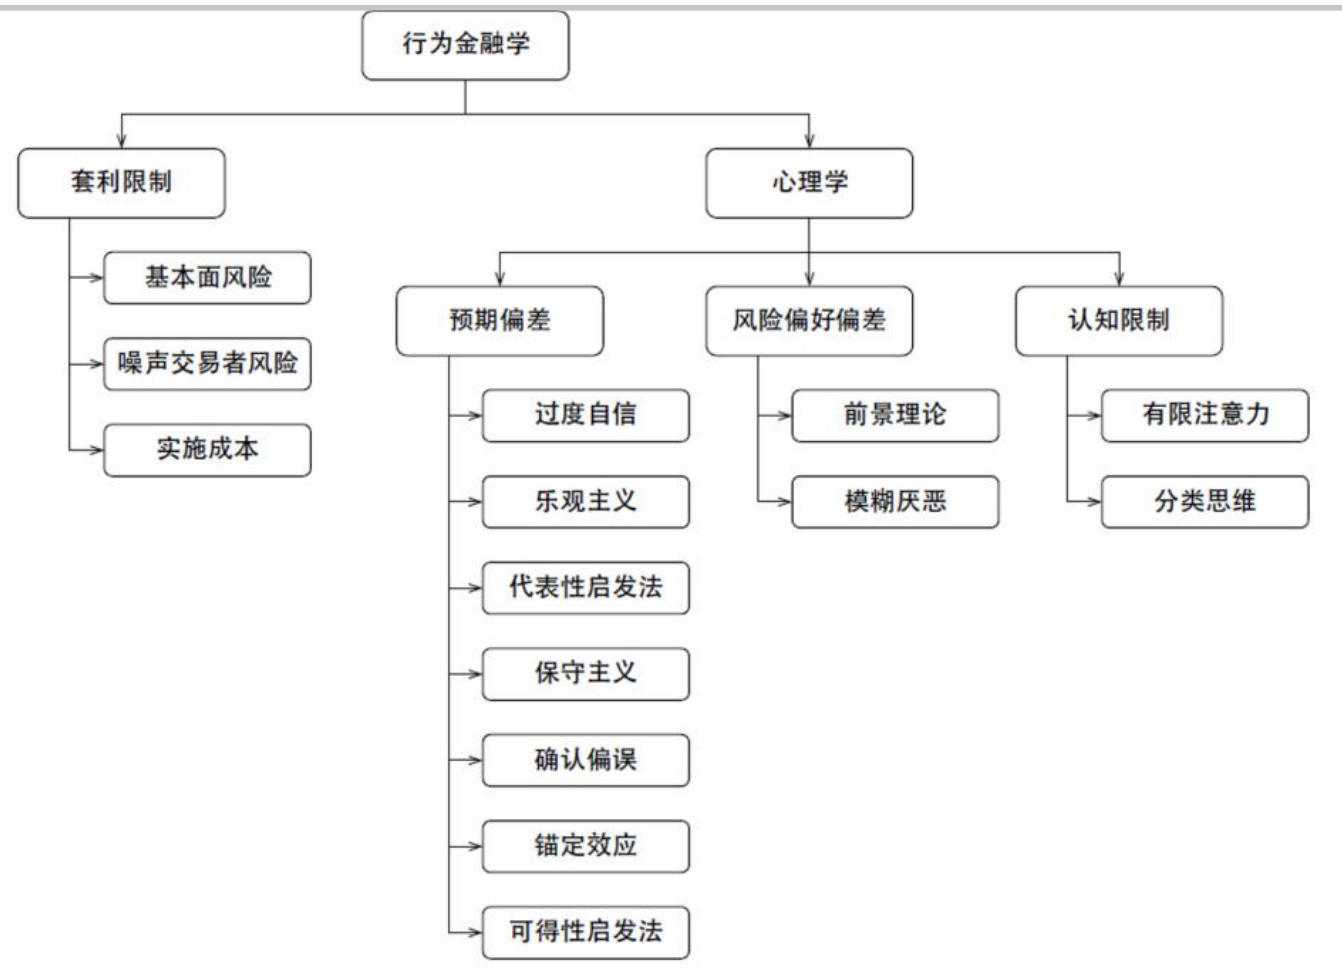 行为金融学
套利限制
心理学
基本面风险
噪声交易者风险
实施成本
预期偏差
风险偏好偏差
认知限制
过度自信
乐观主义
代表性启发法
保守主义
确认偏误
锚定效应
可得性启发法
前景理论
模糊厌恶
有限注意力
分类思维